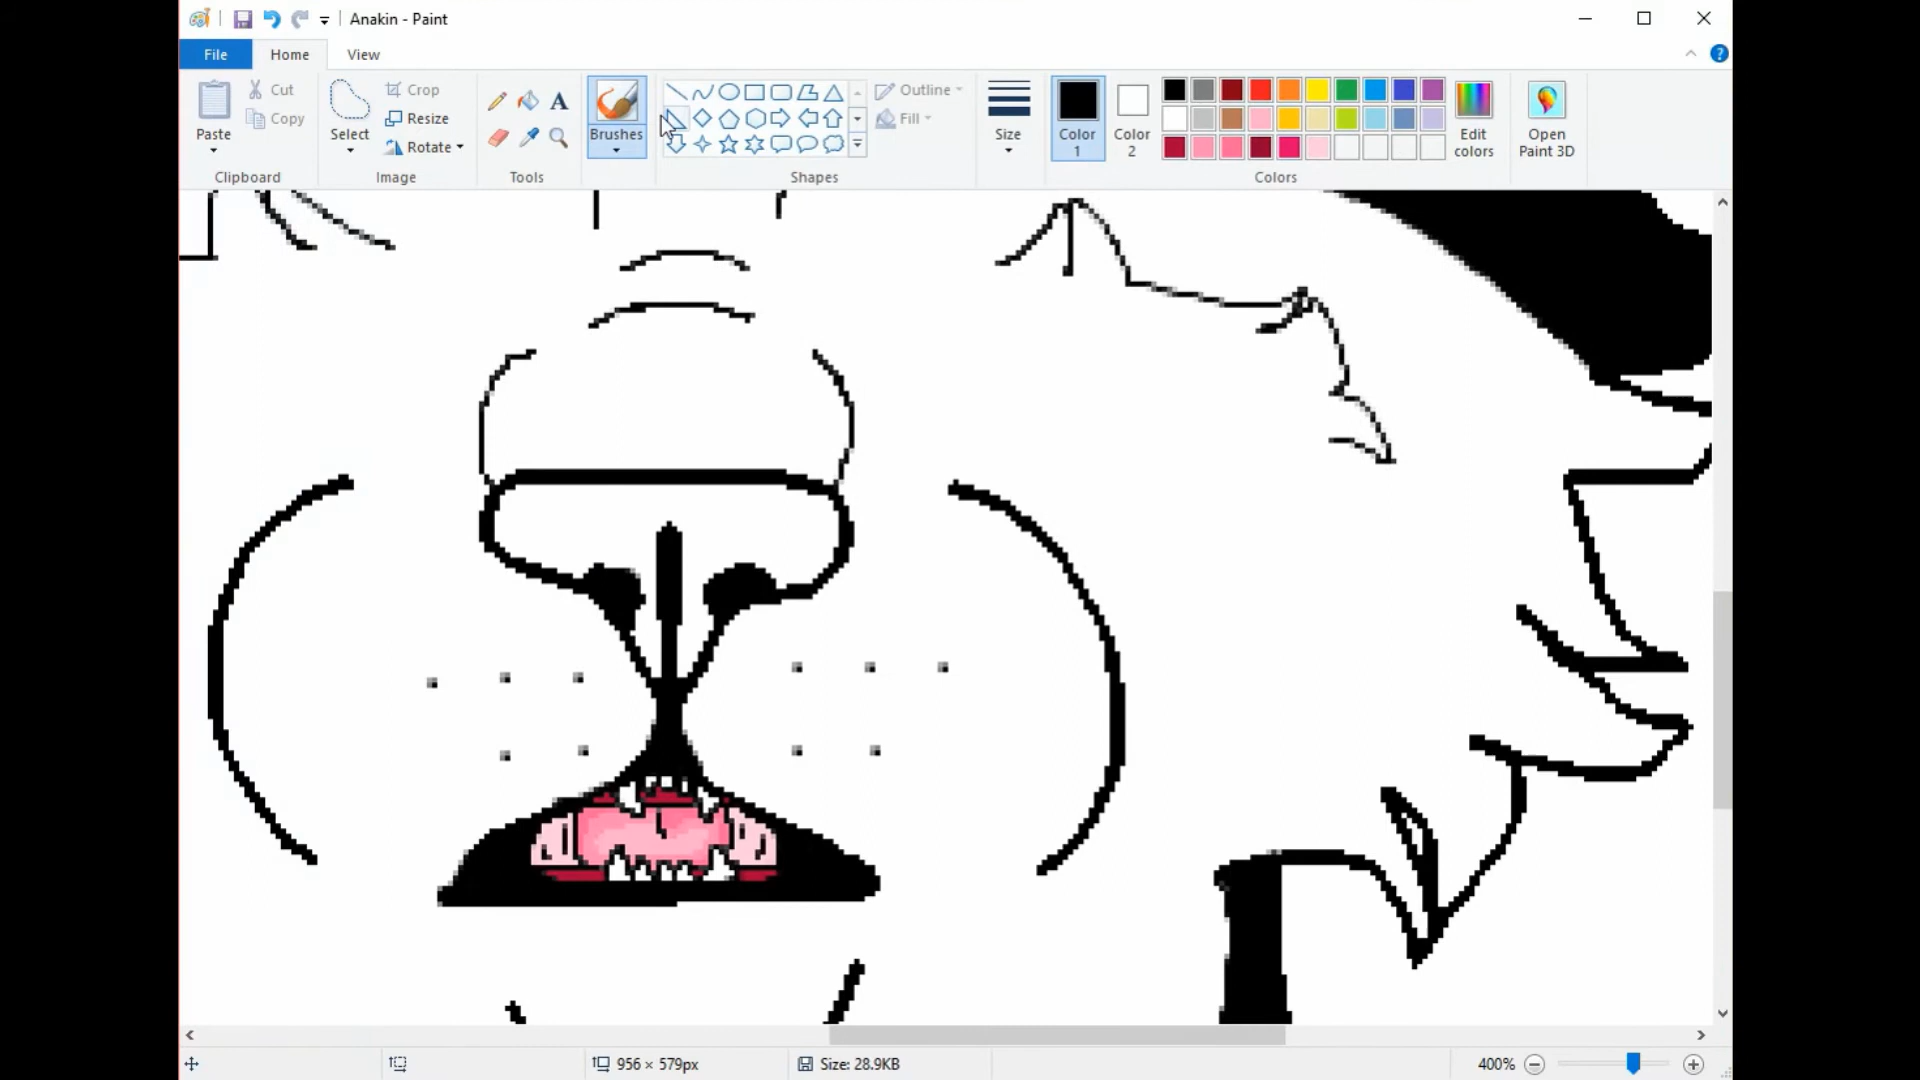 Anakin - Paint
File Home View
Paste Cut Copy
Clipboard
Select Crop Resize Rotate
Image
A
Tools
Brushes
Outline Fill
Shapes
Size
Color 1
Color 2
Edit colors
Colors
Open Paint 3D
956 × 579px Size: 28.9KB 400%